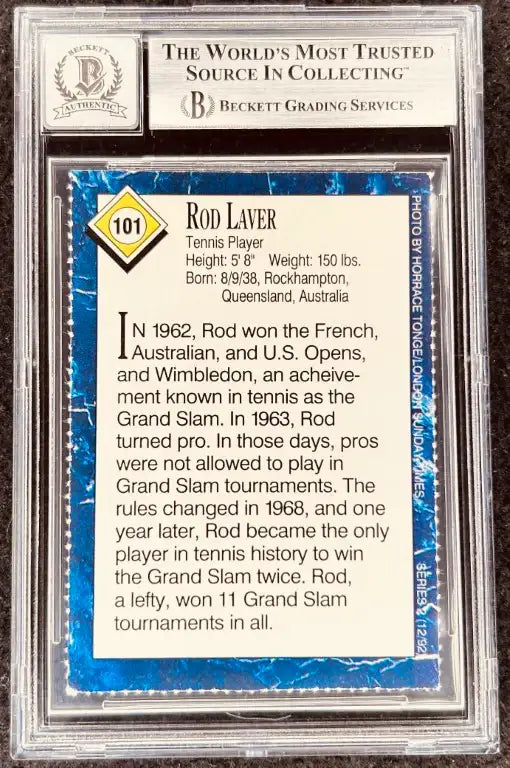 BECKETT
B
AUTHENTIC
THE WORLD'S MOST TRUSTED
SOURCE IN COLLECTING™
B BECKETT GRADING SERVICES
101
ROD LAVER
Tennis Player
Height: 5' 8" Weight: 150 lbs.
Born: 8/9/38, Rockhampton,
Queensland, Australia
IN 1962, Rod won the French,
Australian, and U.S. Opens,
and Wimbledon, an acheive-
ment known in tennis as the
Grand Slam. In 1963, Rod
turned pro. In those days, pros
were not allowed to play in
Grand Slam tournaments. The
rules changed in 1968, and one
year later, Rod became the only
player in tennis history to win
the Grand Slam twice. Rod,
a lefty, won 11 Grand Slam
tournaments in all.
PHOTO BY HORRACE TONGE/LONDON SUNDAY TIMES
SERIES (12/92)